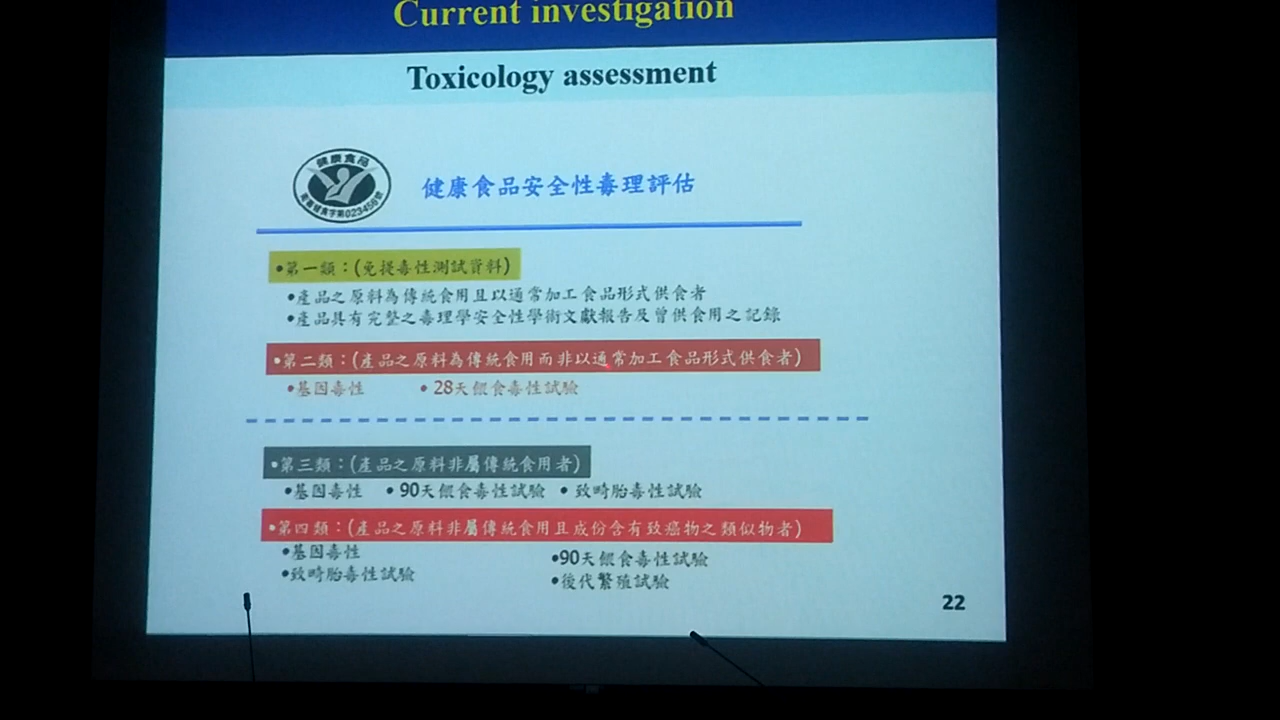 Current investigation
Toxicology assessment
健康食品
健康食品安全性毒理評估
•第一類：(免提毒性測試資料)
•產品之原料為傳統食用且以通常加工食品形式供食者
•產品具有完整之毒理學安全性學術文獻報告及曾供食用之記錄
•第二類：(產品之原料為傳統食用而非以通常加工食品形式供食者)
•基因毒性 •28天餵食毒性試驗
•第三類：(產品之原料非屬傳統食用者)
•基因毒性 •90天餵食毒性試驗 •致畸胎毒性試驗
•第四類：(產品之原料非屬傳統食用且成份含有致癌物之類似物者)
•基因毒性 •90天餵食毒性試驗
•致畸胎毒性試驗 •後代繁殖試驗
22